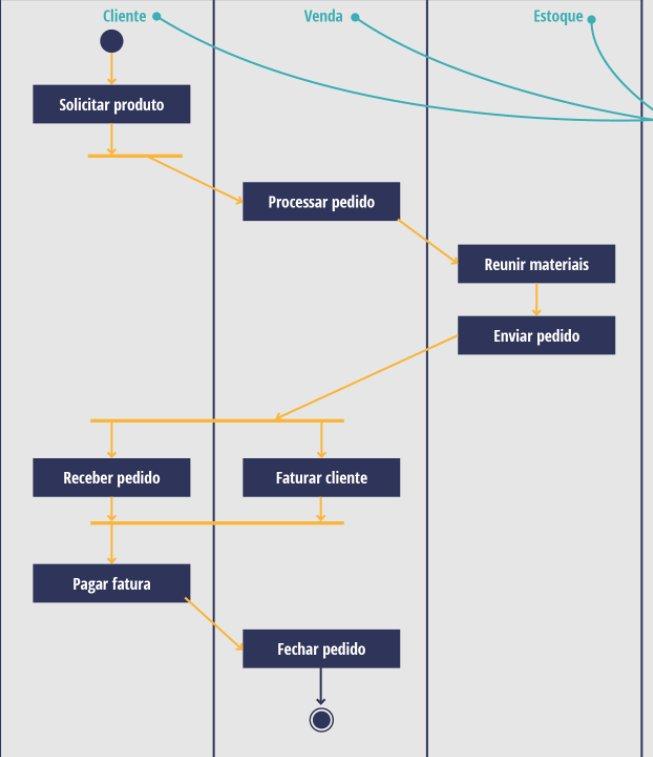 Cliente
Venda
Estoque
Solicitar produto
Processar pedido
Reunir materiais
Enviar pedido
Receber pedido
Faturar cliente
Pagar fatura
Fechar pedido